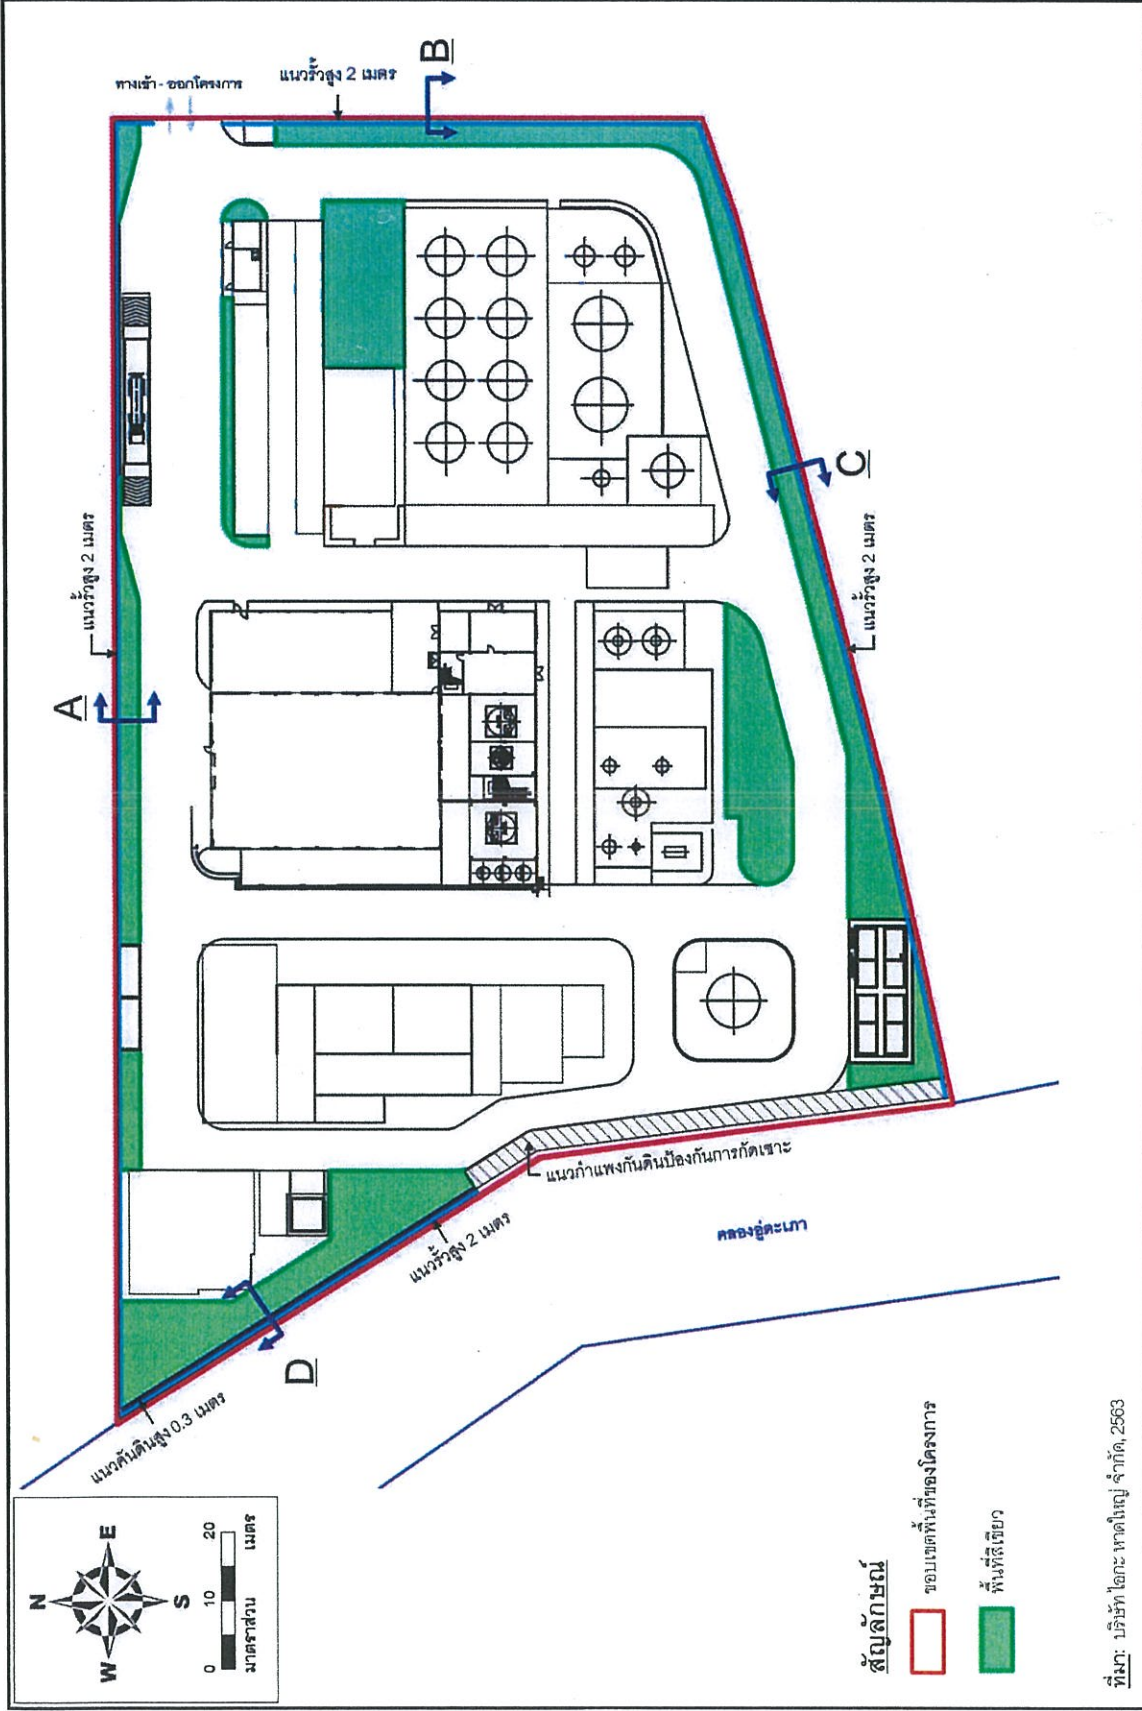 ทางเข้า - ออกโครงการ
แนวรั้วสูง 2 เมตร
B
แนวรั้วสูง 2 เมตร
A
C
แนวรั้วสูง 2 เมตร
แนวกำแพงกันดินป้องกันการกัดเซาะ
แนวรั้วสูง 2 เมตร
คลองอู่ตะเภา
D
แนวคันดินสูง 0.3 เมตร
N
W
E
S
0 10 20
มาตราส่วน เมตร
สัญลักษณ์
ขอบเขตพื้นที่ของโครงการ
พื้นที่สีเขียว
ที่มา: บริษัท ไอกะ หาดใหญ่ จำกัด, 2563